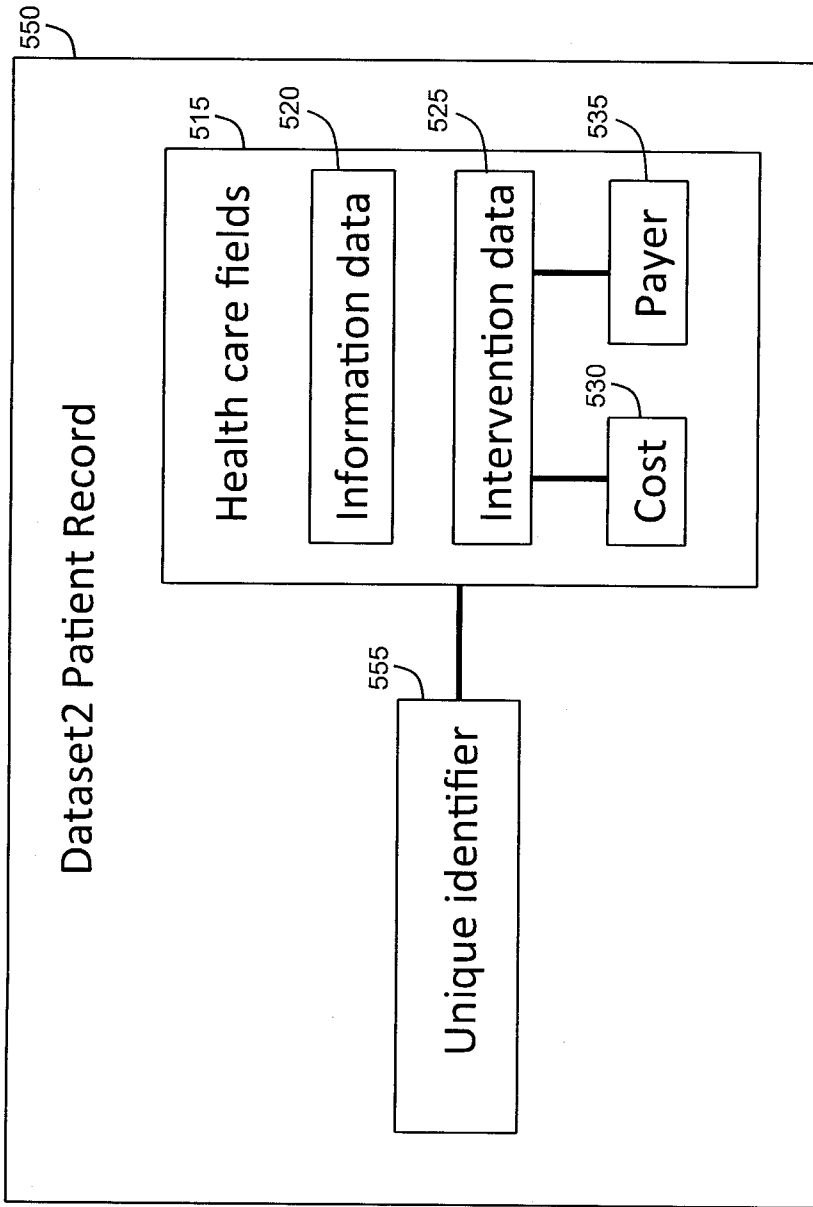 550
Dataset2 Patient Record
515
Health care fields
520
Information data
555
Unique identifier
525
Intervention data
530
Cost
535
Payer